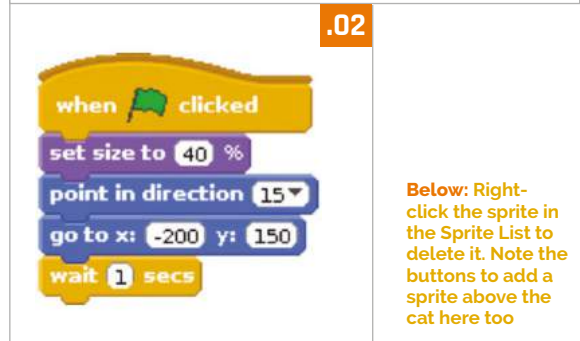 .02
when clicked
set size to 40 %
point in direction 15
go to x: -200 y: 150
wait 1 secs
Below: Right-
click the sprite in
the Sprite List to
delete it. Note the
buttons to add a
sprite above the
cat here too